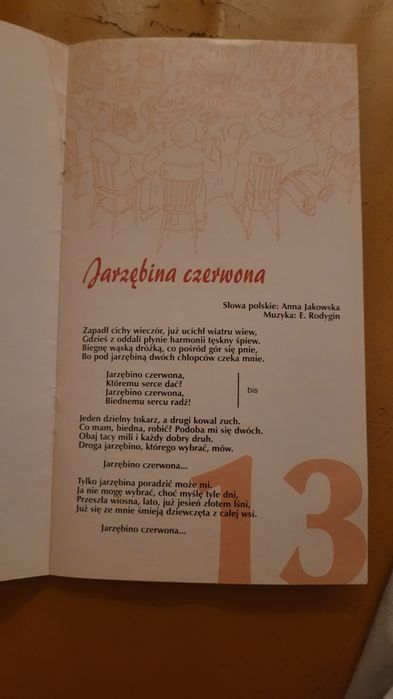 Jarzębina czerwona
Słowa polskie: Anna Jakowska
Muzyka: E. Rodygin
Zapadł cichy wieczór, już ucichł wiatru wiew,
Gdzieś z oddali płynie harmonii tęskny śpiew.
Biegnę wąską dróżką, co pośród gór się pnie,
Bo pod jarzębiną dwóch chłopców czeka mnie.
Jarzębino czerwona,
Któremu serce dać?
Jarzębino czerwona,
Biednemu sercu radź!
bis
Jeden dzielny tokarz, a drugi kowal zuch.
Co mam, biedna, robić? Podoba mi się dwóch.
Obaj tacy mili i każdy dobry druh.
Droga jarzębino, którego wybrać, mów.
Jarzębino czerwona...
Tylko jarzębina poradzić może mi.
Ja nie mogę wybrać, choć myślę tyle dni,
Przeszła wiosna, lato, już jesień złotem lśni,
Już się ze mnie śmieją dziewczęta z całej wsi.
Jarzębino czerwona...
13